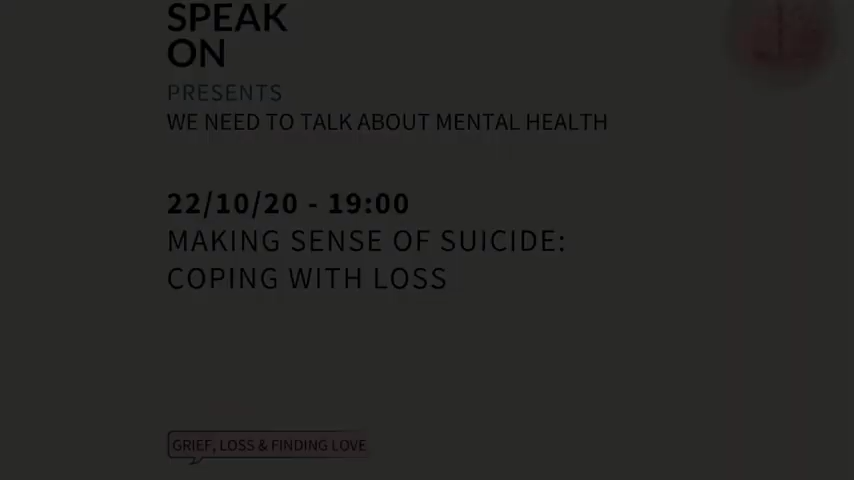 SPEAK
ON
PRESENTS
WE NEED TO TALK ABOUT MENTAL HEALTH
22/10/20 - 19:00
MAKING SENSE OF SUICIDE:
COPING WITH LOSS
GRIEF, LOSS & FINDING LOVE